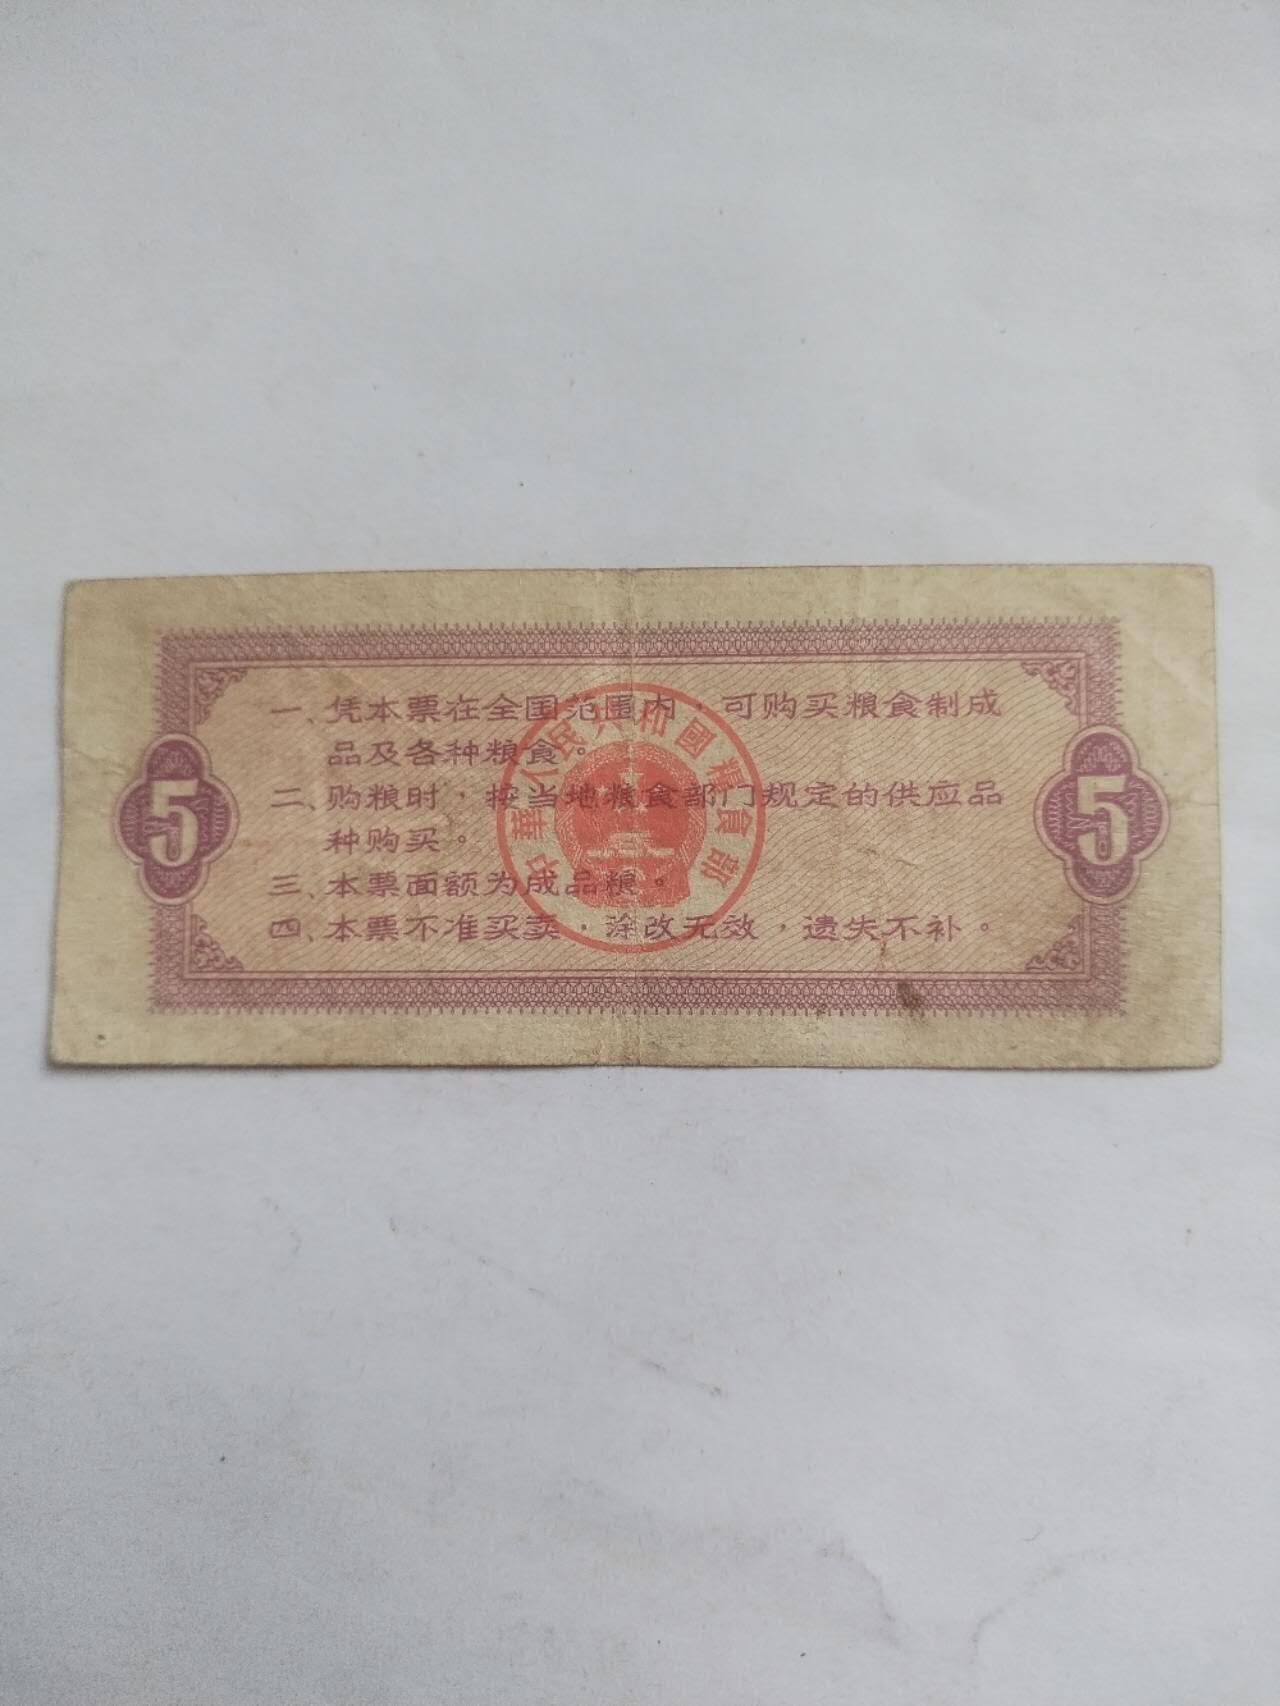 一、凭本票在全国范围内，可购买粮食制成
品及各种粮食。
二、购粮时，按当地粮食部门规定的供应品
种购买。
三、本票面额为成品粮。
四、本票不准买卖，涂改无效，遗失不补。
5
5
中華人民共和國粮食部